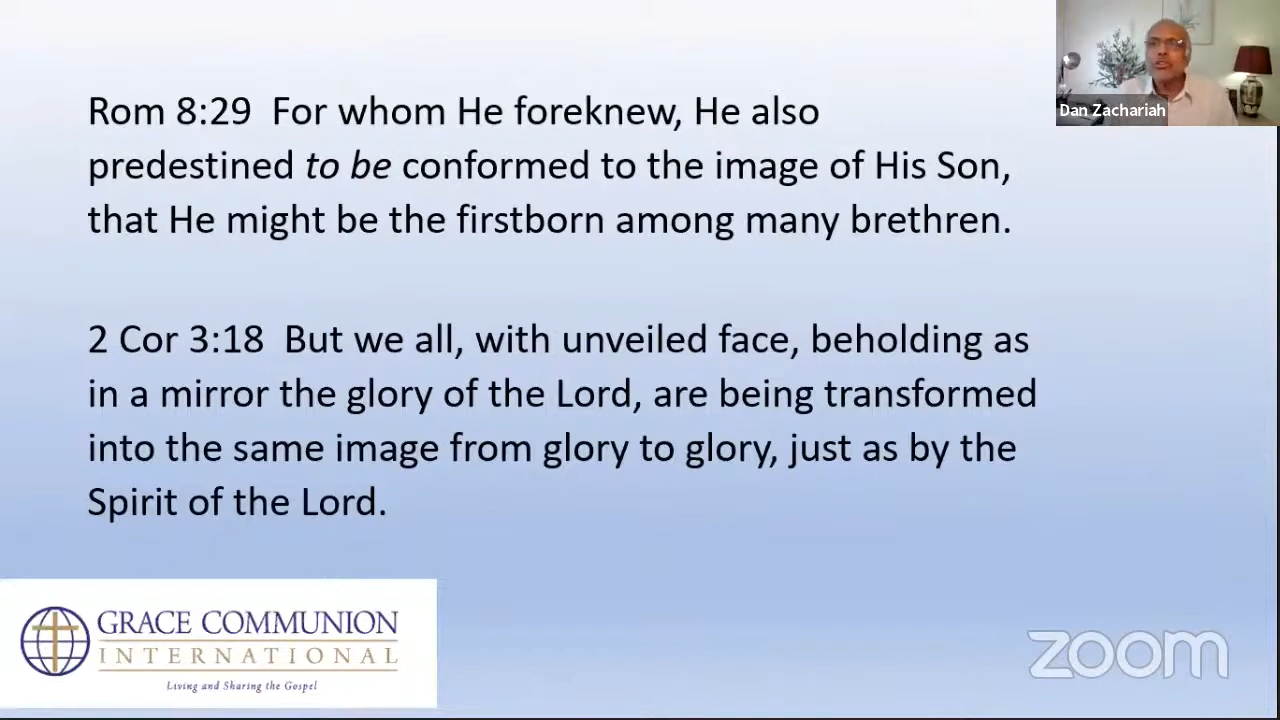 Rom 8:29  For whom He foreknew, He also
predestined to be conformed to the image of His Son,
that He might be the firstborn among many brethren.
2 Cor 3:18  But we all, with unveiled face, beholding as
in a mirror the glory of the Lord, are being transformed
into the same image from glory to glory, just as by the
Spirit of the Lord.
Dan Zachariah
GRACE COMMUNION
INTERNATIONAL
Living and Sharing the Gospel
zoom